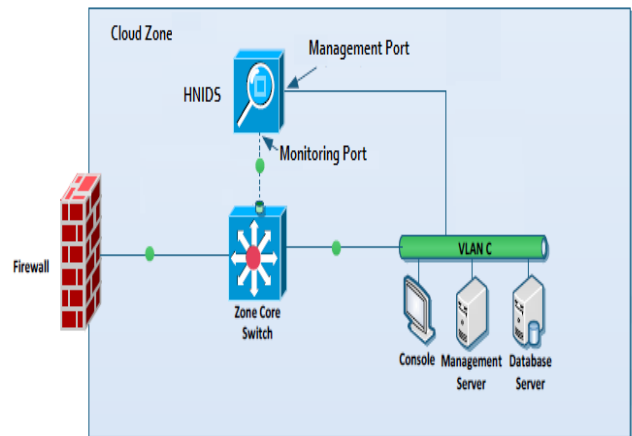 Cloud Zone
Management Port
HNIDS
Monitoring Port
Firewall
Zone Core
Switch
VLAN C
Console
Management
Server
Database
Server